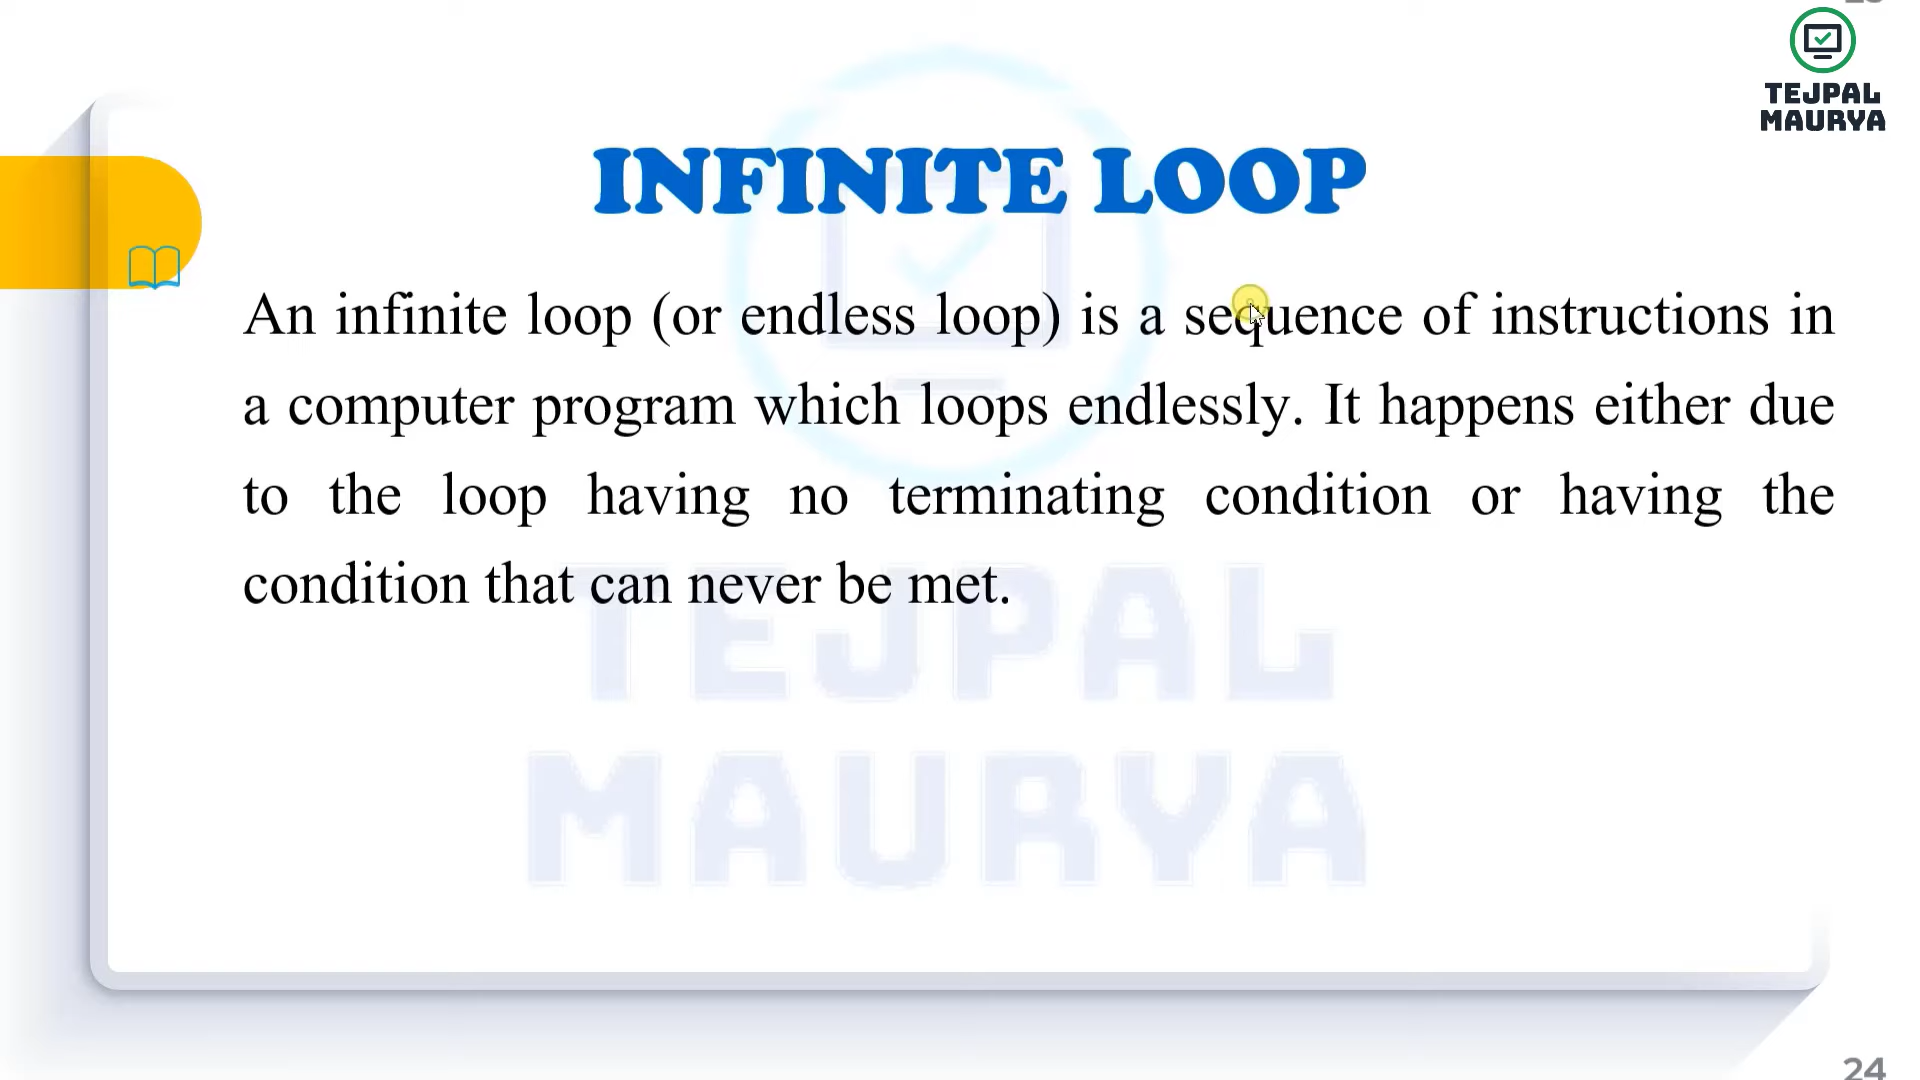 TEJPAL
MAURYA
INFINITE LOOP
An infinite loop (or endless loop) is a sequence of instructions in
a computer program which loops endlessly. It happens either due
to the loop having no terminating condition or having the
condition that can never be met.
TEJPAL
MAURYA
24